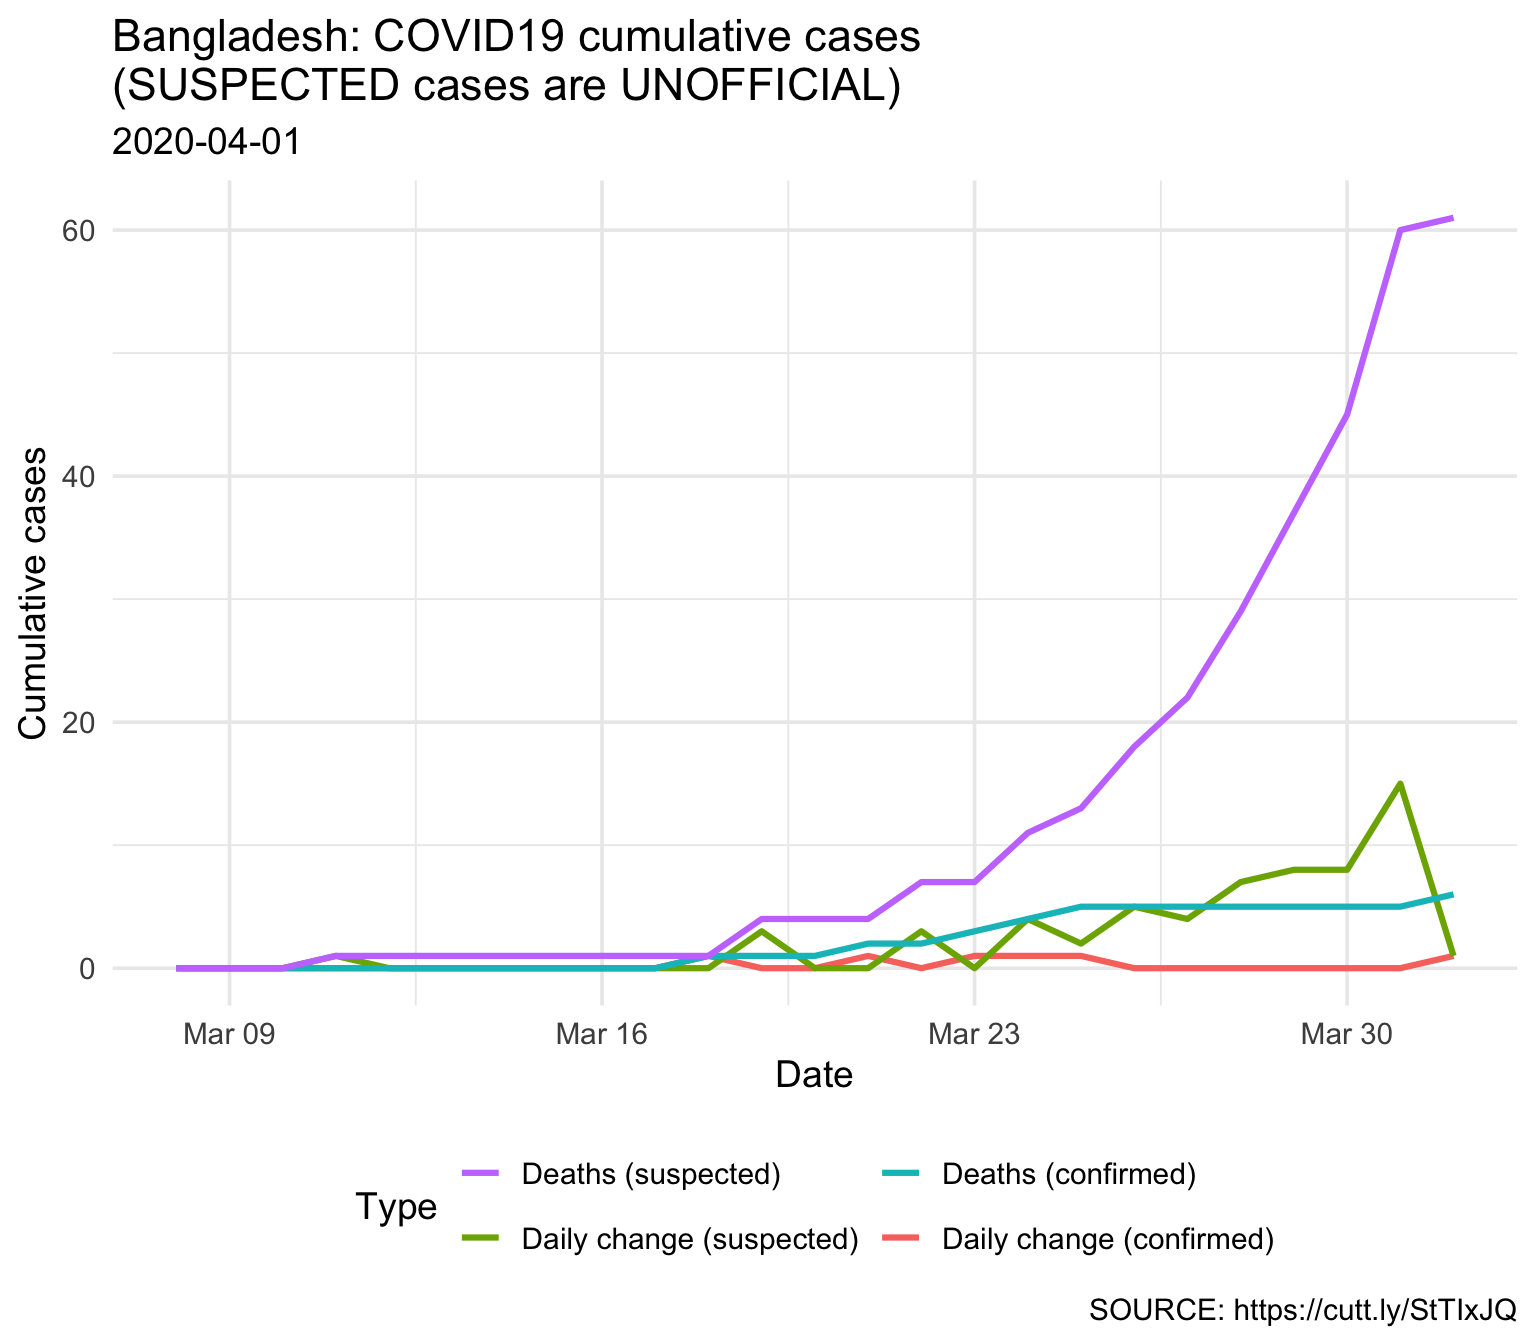 Bangladesh: COVID19 cumulative cases
(SUSPECTED cases are UNOFFICIAL)
2020-04-01
Cumulative cases
60
40
20
0
Mar 09 Mar 16 Mar 23 Mar 30
Date
Type
Deaths (suspected) Deaths (confirmed)
Daily change (suspected) Daily change (confirmed)
SOURCE: https://cutt.ly/StTIxJQ